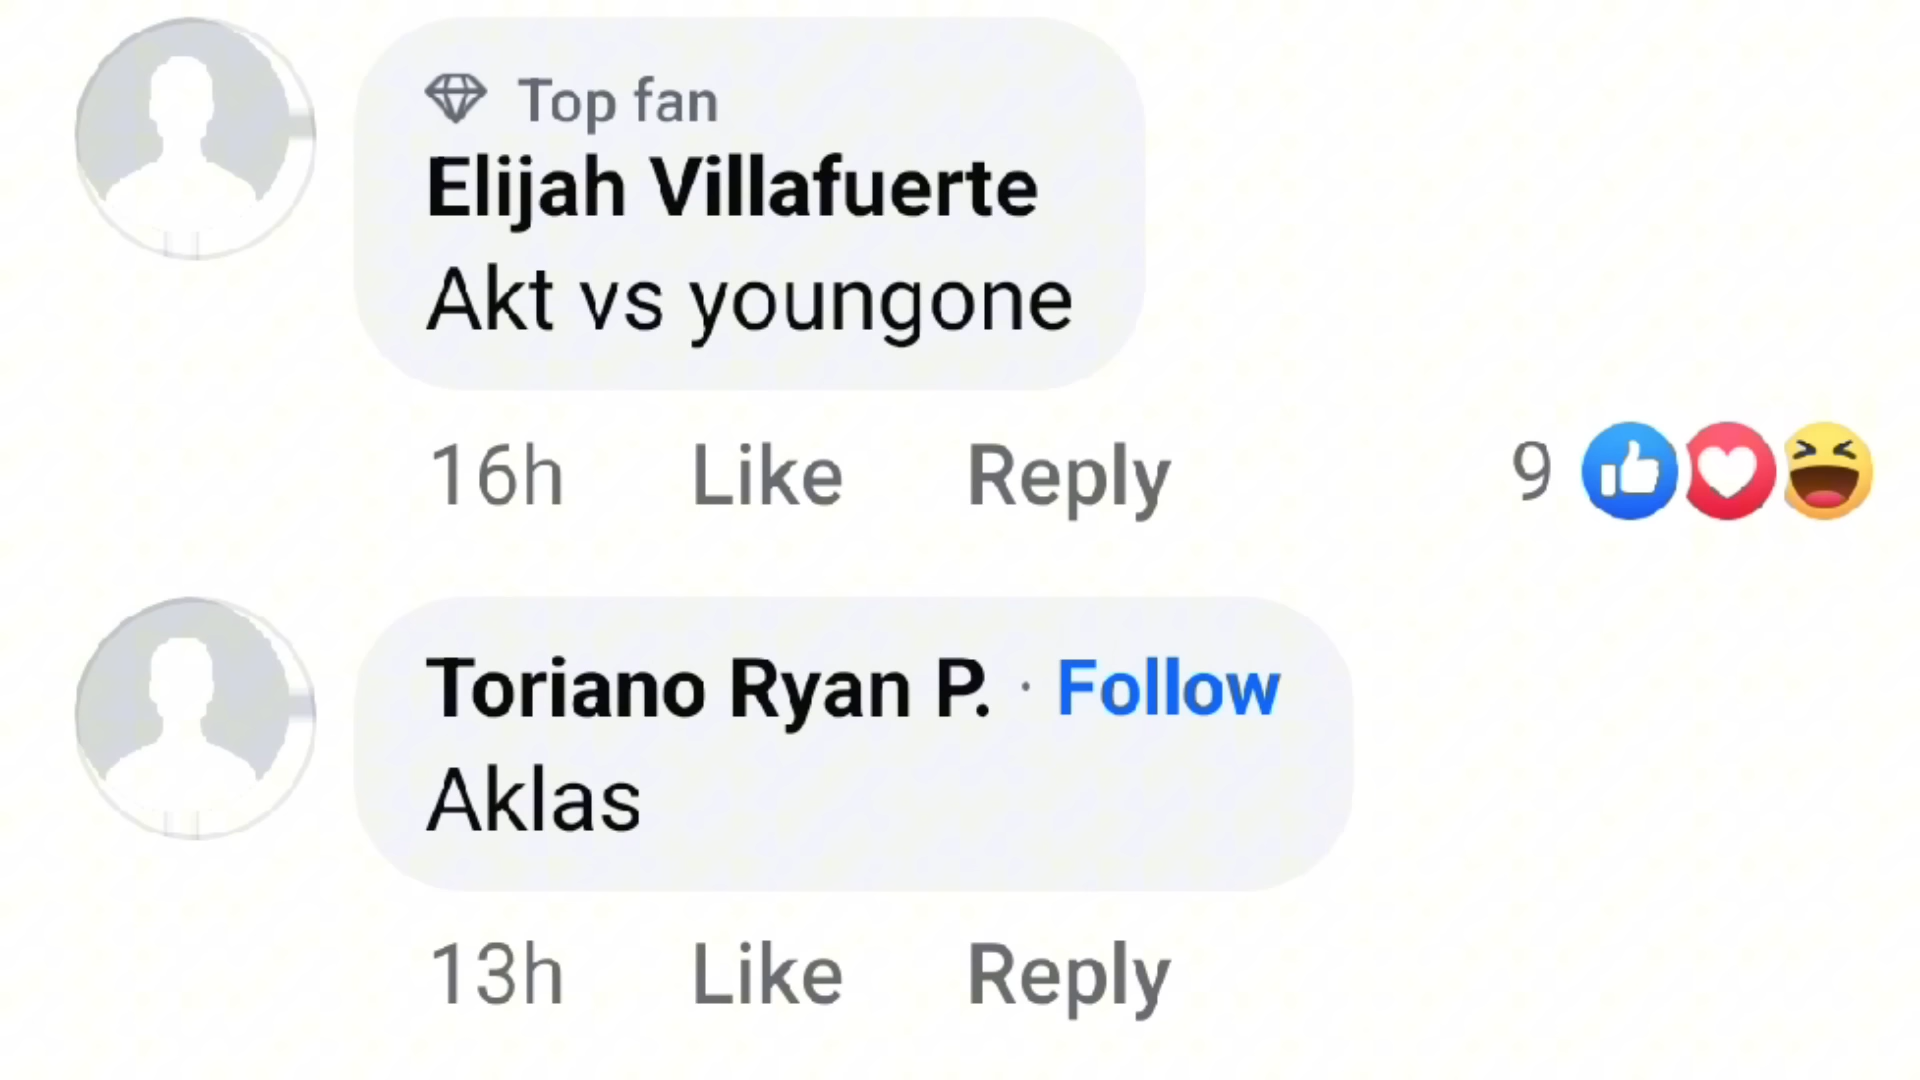 Top fan
Elijah Villafuerte
Akt vs youngone
16h Like Reply 9
Toriano Ryan P. · Follow
Aklas
13h Like Reply